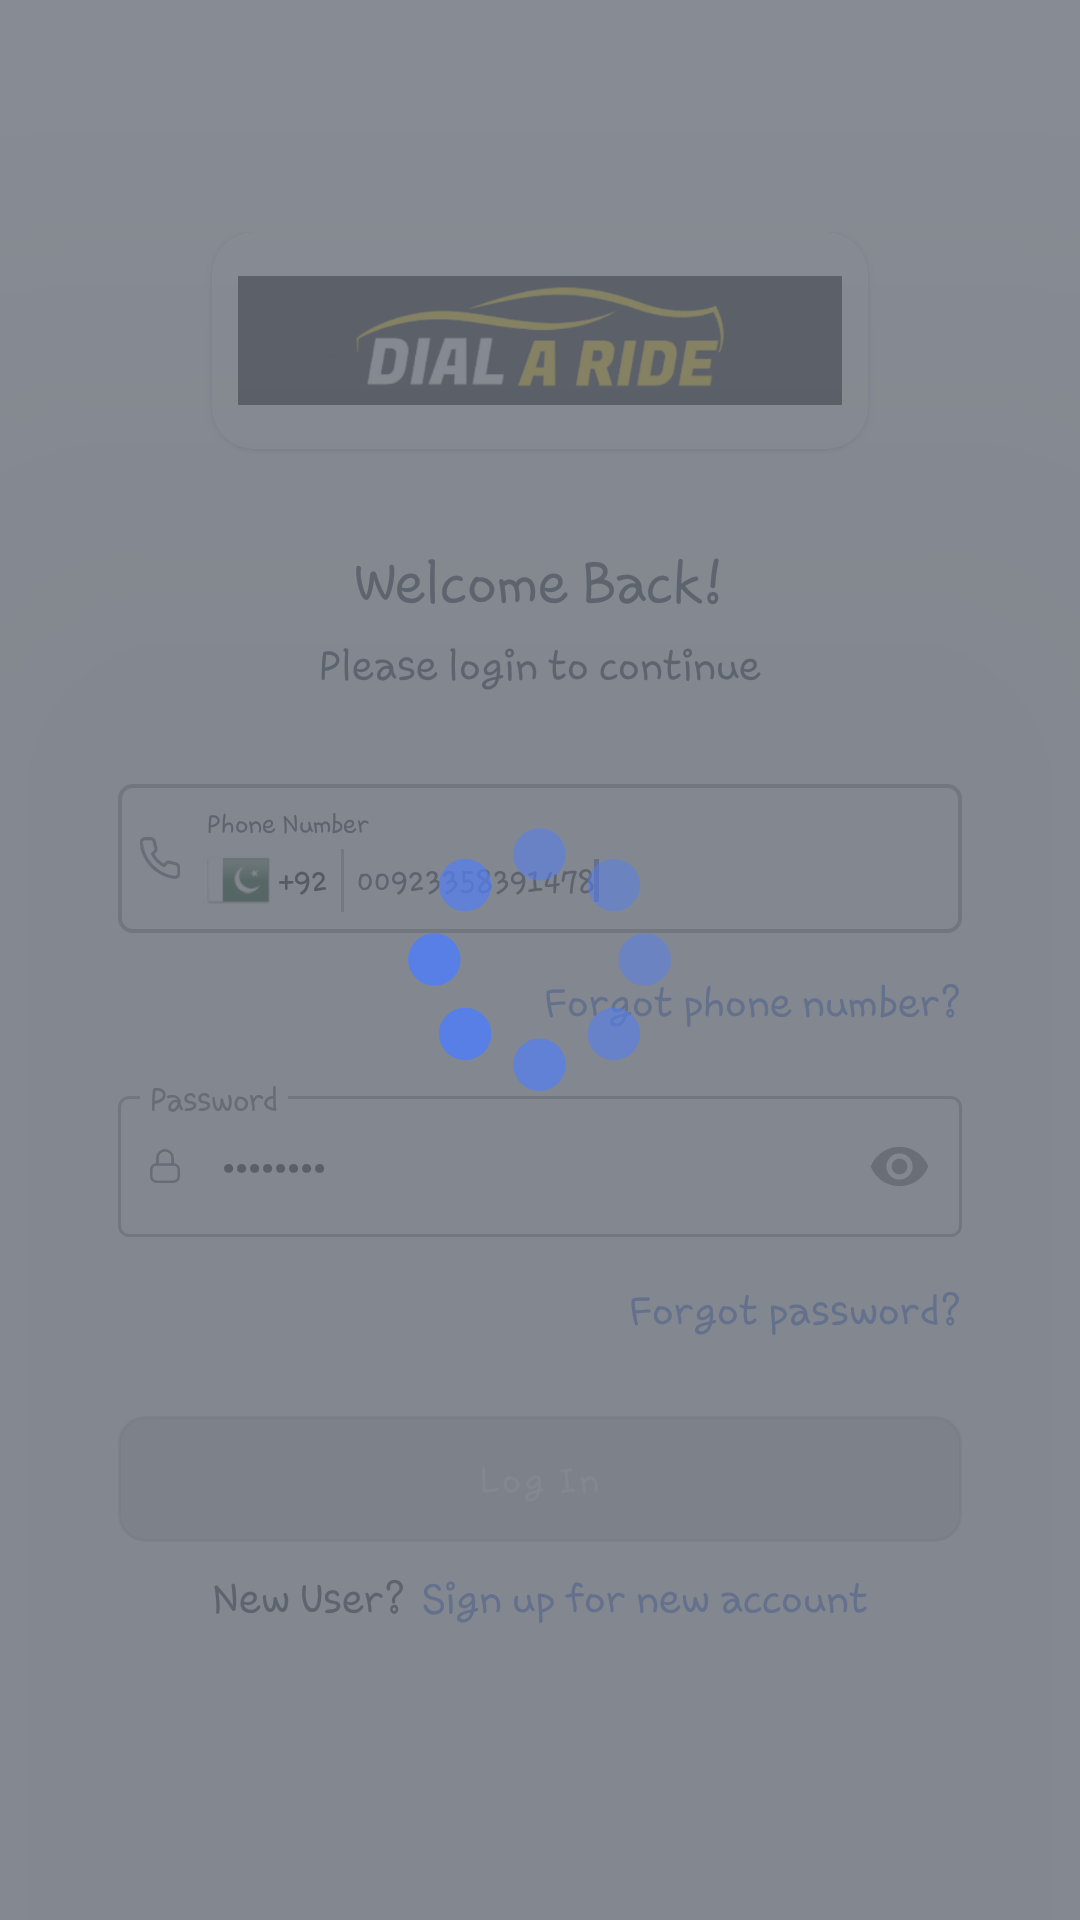 DIAL A RIDE
Welcome Back!
Please login to continue
Phone Number
+92 00923358391478
Forgot phone number?
Password
••••••••
Forgot password?
Log In
New User? Sign up for new account